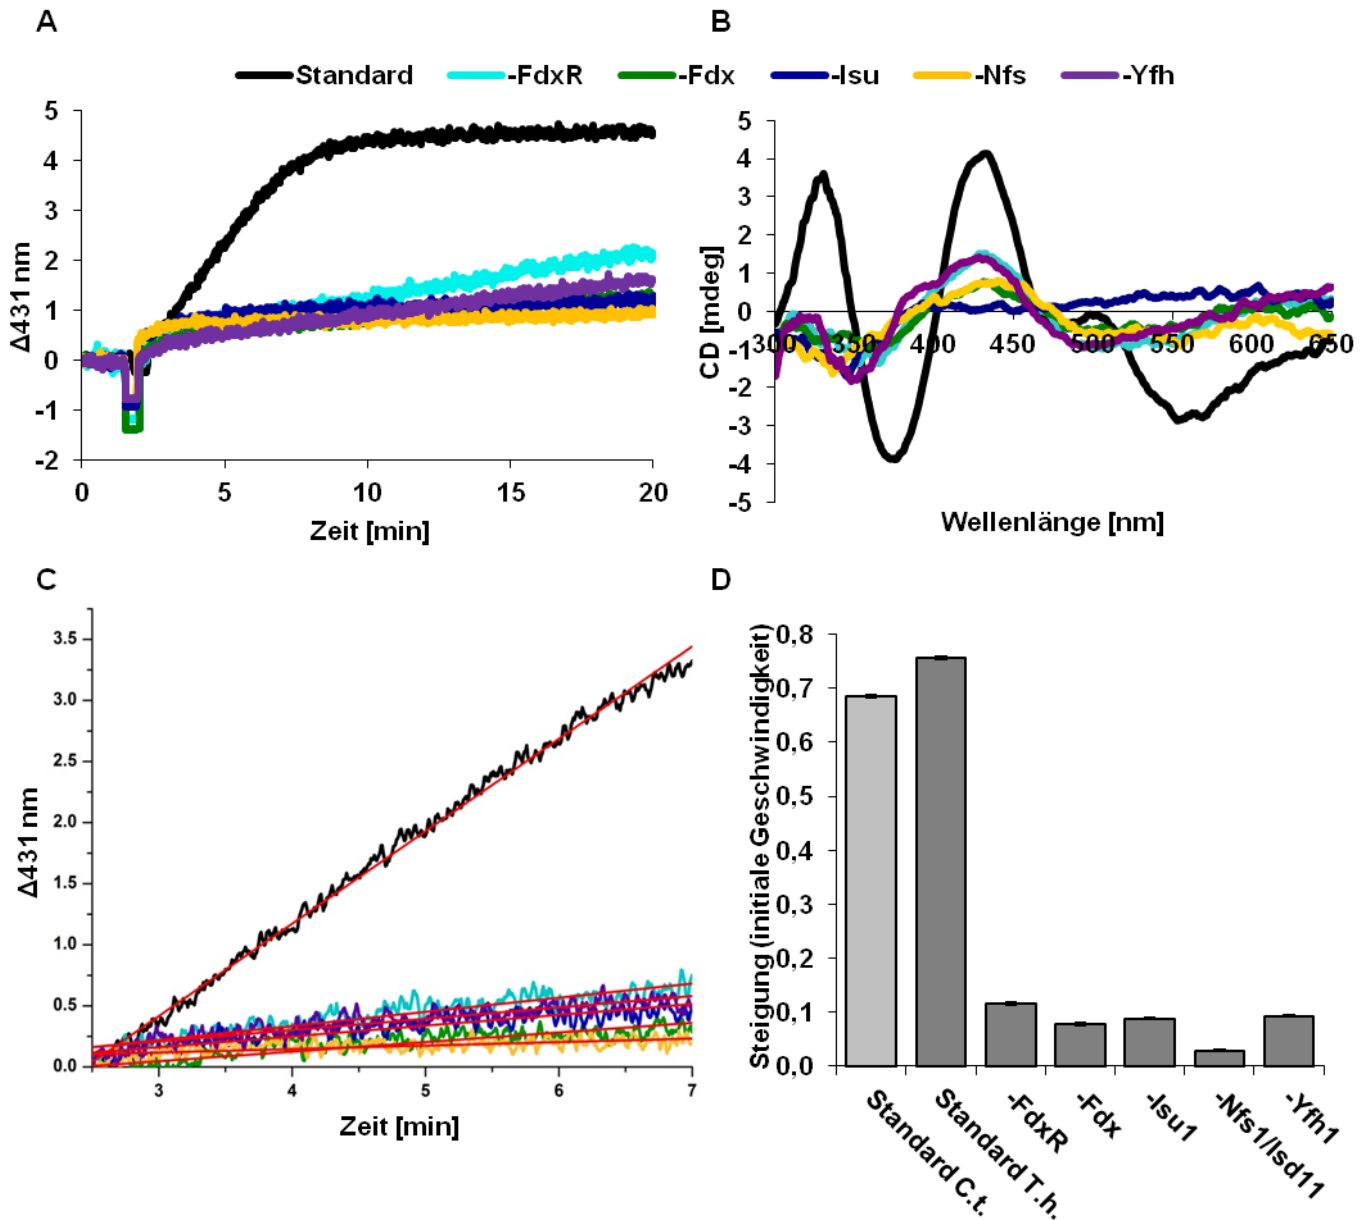 A
B
Standard -FdxR -Fdx -Isu -Nfs -Yfh
5
4
3
2
1
0
-1
-2
Δ431 nm
0 5 10 15 20
Zeit [min]
5
4
3
2
1
0
-1
-2
-3
-4
-5
CD [mdeg]
300 350 400 450 500 550 600 650
Wellenlänge [nm]
C
D
3.5
3.0
2.5
2.0
1.5
1.0
0.5
0.0
Δ431 nm
3 4 5 6 7
Zeit [min]
0,8
0,7
0,6
0,5
0,4
0,3
0,2
0,1
0,0
Steigung (initiale Geschwindigkeit)
Standard C.t.
Standard T.h.
-FdxR
-Fdx
-Isu1
-Nfs1/Isd11
-Yfh1